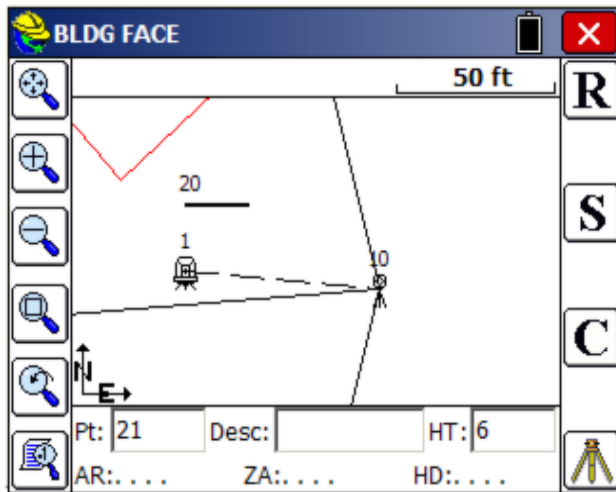 BLDG FACE
50 ft
R
20
S
1
10
C
N
E
Pt: 21 Desc: HT: 6
AR:. . . . ZA:. . . . HD:. . . .